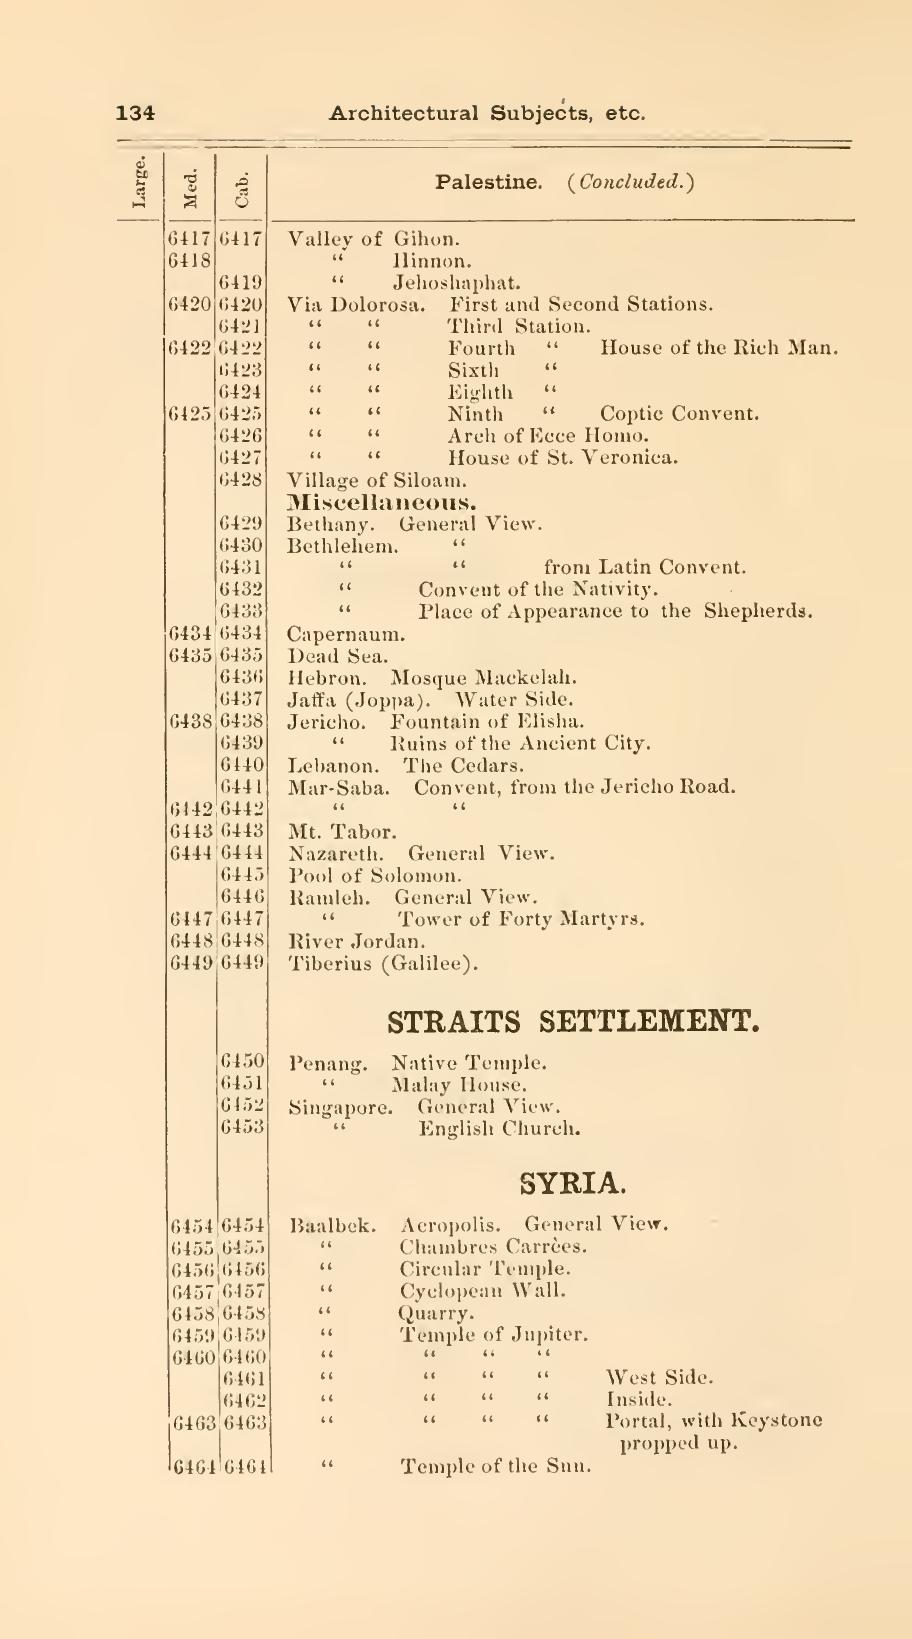 134 Architectural Subjects, etc.
Large. Med. Cab. Palestine. (Concluded.)
6417 6417 Valley of Gihon.
6418 “ Hinnon.
6419 “ Jehoshaphat.
6420 6420 Via Dolorosa. First and Second Stations.
6421 “ “ Third Station.
6422 6422 “ “ Fourth “ House of the Rich Man.
6423 “ “ Sixth “
6424 “ “ Eighth “
6425 6425 “ “ Ninth “ Coptic Convent.
6426 “ “ Arch of Ecce Homo.
6427 “ “ House of St. Veronica.
6428 Village of Siloam.
Miscellaneous.
6429 Bethany. General View.
6430 Bethlehem. “
6431 “ “ from Latin Convent.
6432 “ Convent of the Nativity.
6433 “ Place of Appearance to the Shepherds.
6434 6434 Capernaum.
6435 6435 Dead Sea.
6436 Hebron. Mosque Mackelah.
6437 Jaffa (Joppa). Water Side.
6438 6438 Jericho. Fountain of Elisha.
6439 “ Ruins of the Ancient City.
6440 Lebanon. The Cedars.
6441 Mar-Saba. Convent, from the Jericho Road.
6442 6442 “ “
6443 6443 Mt. Tabor.
6444 6444 Nazareth. General View.
6445 Pool of Solomon.
6446 Ramleh. General View.
6447 6447 “ Tower of Forty Martyrs.
6448 6448 River Jordan.
6449 6449 Tiberius (Galilee).
STRAITS SETTLEMENT.
6450 Penang. Native Temple.
6451 “ Malay House.
6452 Singapore. General View.
6453 “ English Church.
SYRIA.
6454 6454 Baalbek. Acropolis. General View.
6455 6455 “ Chambres Carrèes.
6456 6456 “ Circular Temple.
6457 6457 “ Cyclopean Wall.
6458 6458 “ Quarry.
6459 6459 “ Temple of Jupiter.
6460 6460 “ “ “ “
6461 “ “ “ “ West Side.
6462 “ “ “ “ Inside.
6463 6463 “ “ “ “ Portal, with Keystone
propped up.
6464 6464 “ Temple of the Sun.